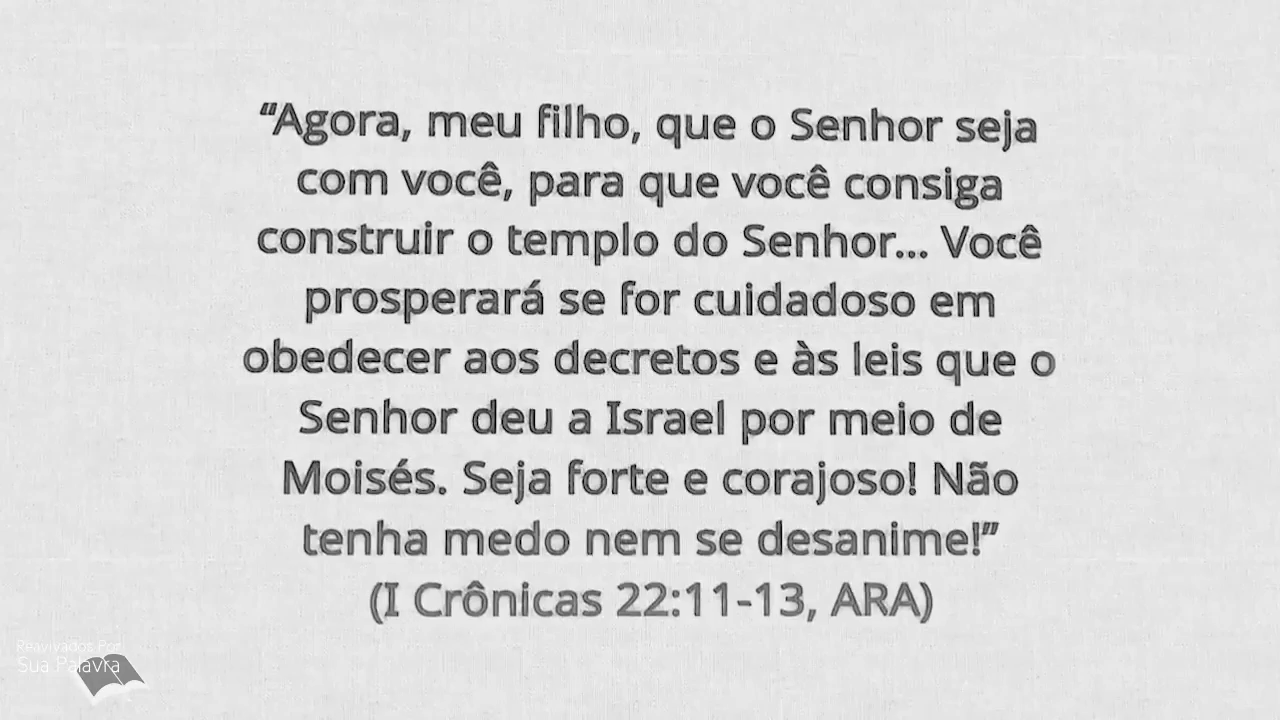 “Agora, meu filho, que o Senhor seja
com você, para que você consiga
construir o templo do Senhor... Você
prosperará se for cuidadoso em
obedecer aos decretos e às leis que o
Senhor deu a Israel por meio de
Moisés. Seja forte e corajoso! Não
tenha medo nem se desanime!”
(I Crônicas 22:11-13, ARA)
Reavivados Por
Sua Palavra